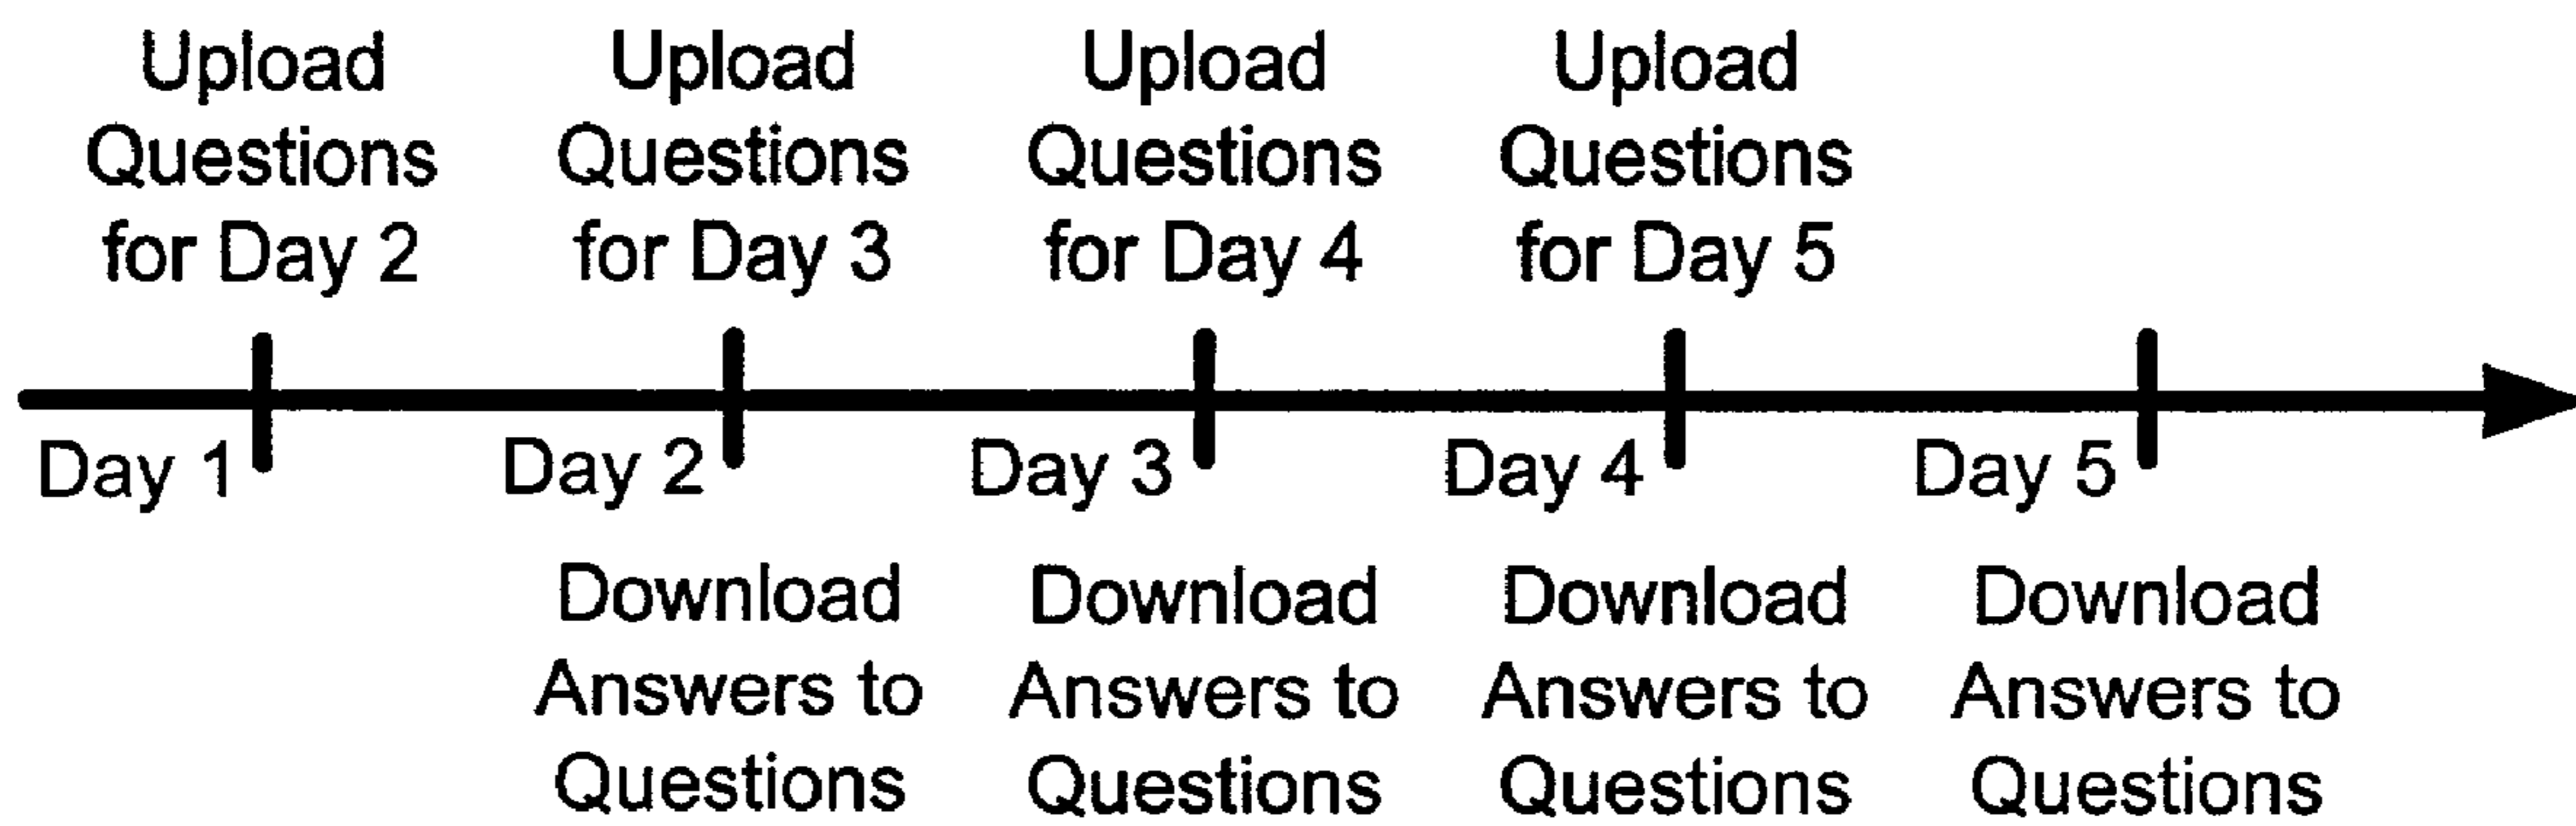 Upload
Questions
for Day 2
Upload
Questions
for Day 3
Upload
Questions
for Day 4
Upload
Questions
for Day 5
Day 1
Day 2
Day 3
Day 4
Day 5
Download
Answers to
Questions
Download
Answers to
Questions
Download
Answers to
Questions
Download
Answers to
Questions